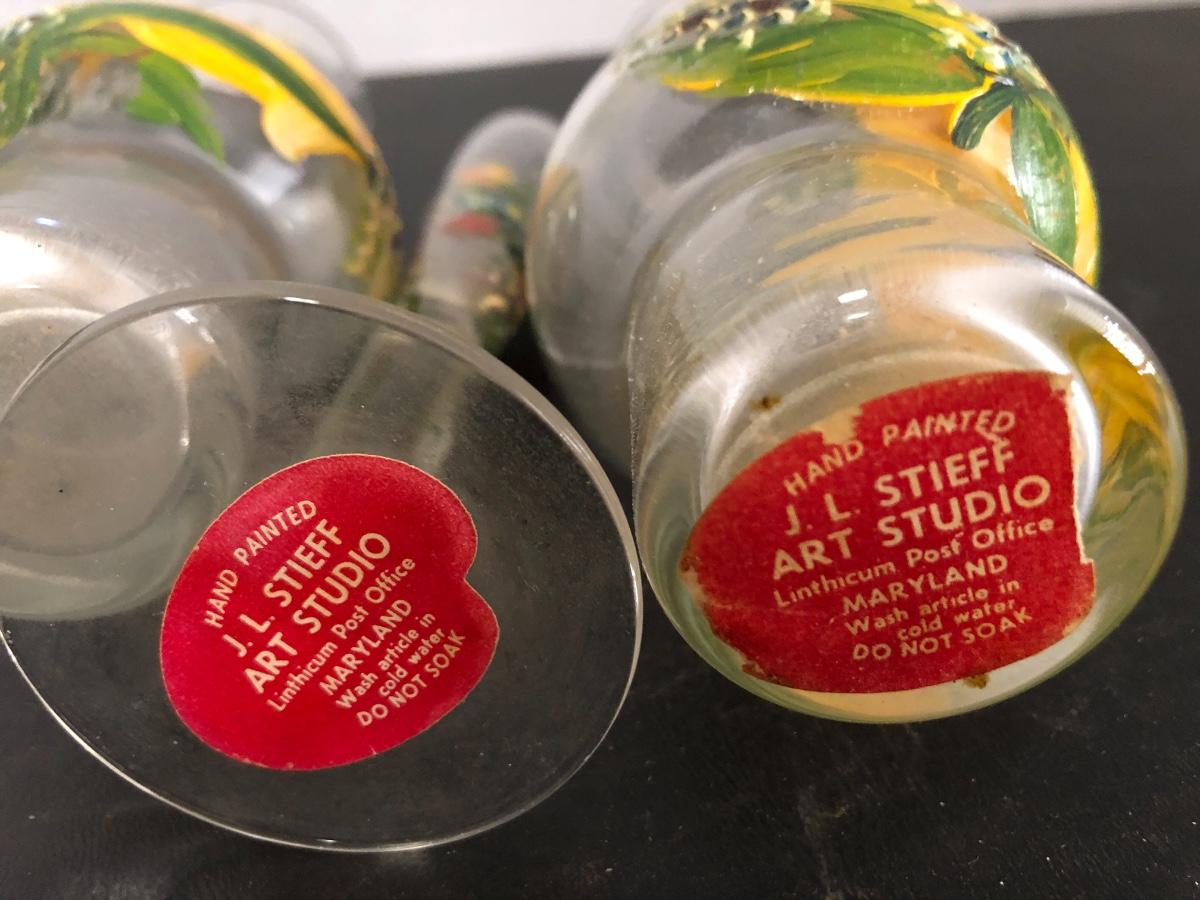 HAND PAINTED
J. L. STIEFF
ART STUDIO
Linthicum Post Office
MARYLAND
Wash article in
cold water
DO NOT SOAK
HAND PAINTED
J. L. STIEFF
ART STUDIO
Linthicum Post Office
MARYLAND
Wash article in
cold water
DO NOT SOAK